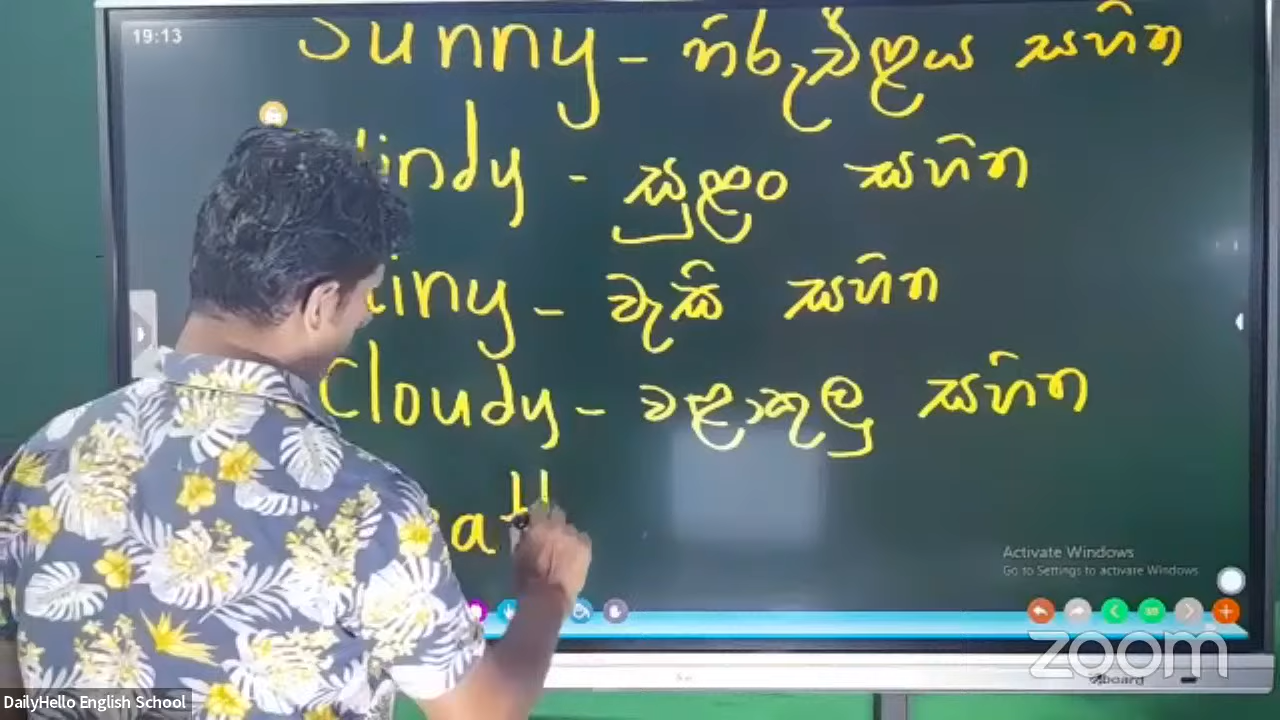 19:13
Sunny - හිරුඑළිය සහිත
indy - සුළං සහිත
iny - වැසි සහිත
Cloudy - වළාකුලු සහිත
Activate Windows
Go to Settings to activate Windows
zoom
DailyHello English School